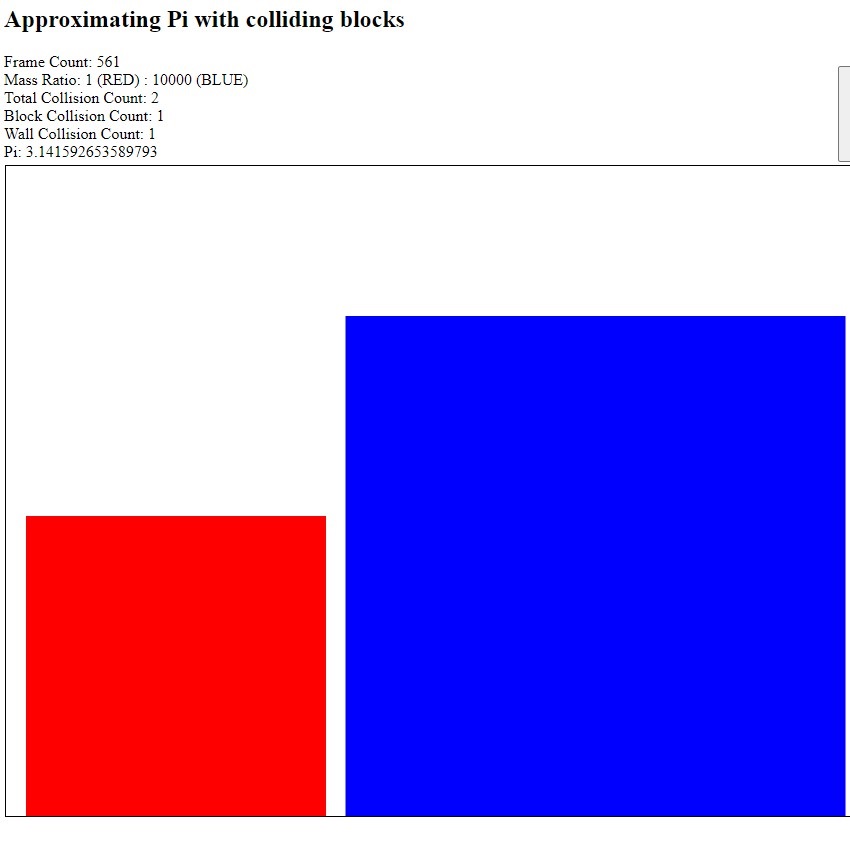 Approximating Pi with colliding blocks
Frame Count: 561
Mass Ratio: 1 (RED) : 10000 (BLUE)
Total Collision Count: 2
Block Collision Count: 1
Wall Collision Count: 1
Pi: 3.141592653589793